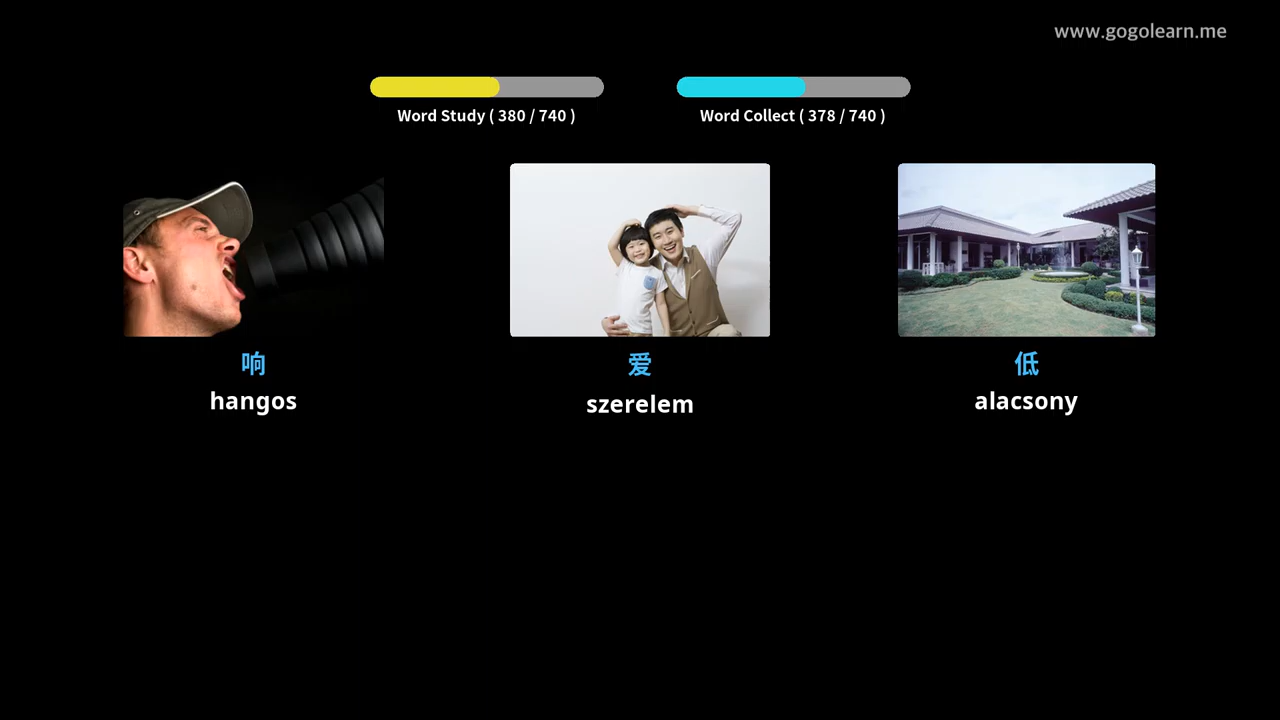 www.gogolearn.me
Word Study ( 380 / 740 )
Word Collect ( 378 / 740 )
响
hangos
爱
szerelem
低
alacsony